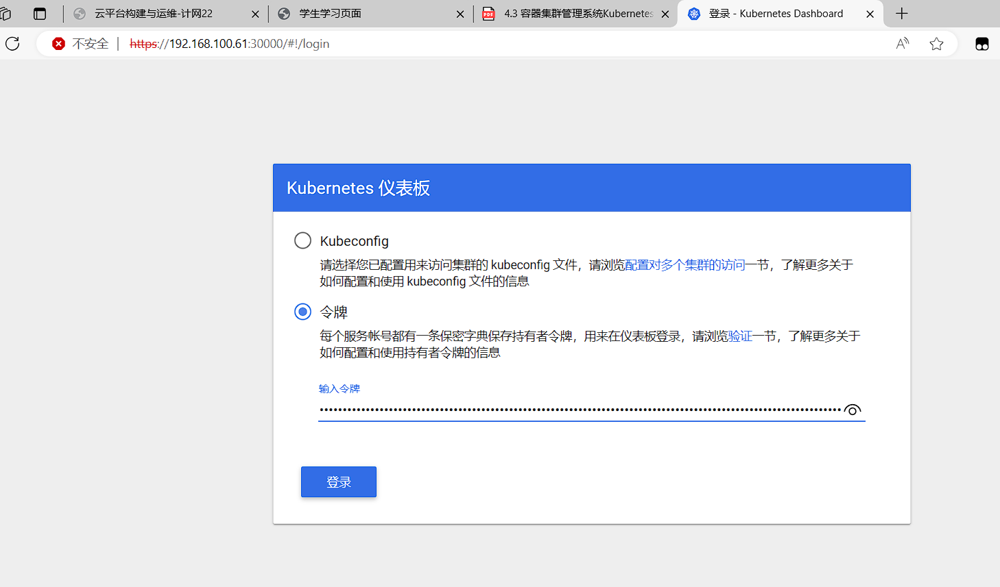 云平台构建与运维-计网22
学生学习页面
4.3 容器集群管理系统Kubernetes
登录 - Kubernetes Dashboard
不安全 | https://192.168.100.61:30000/#!/login
Kubernetes 仪表板
Kubeconfig
请选择您已配置用来访问集群的 kubeconfig 文件，请浏览配置对多个集群的访问一节，了解更多关于
如何配置和使用 kubeconfig 文件的信息
令牌
每个服务帐号都有一条保密字典保存持有者令牌，用来在仪表板登录，请浏览验证一节，了解更多关于
如何配置和使用持有者令牌的信息
输入令牌
登录